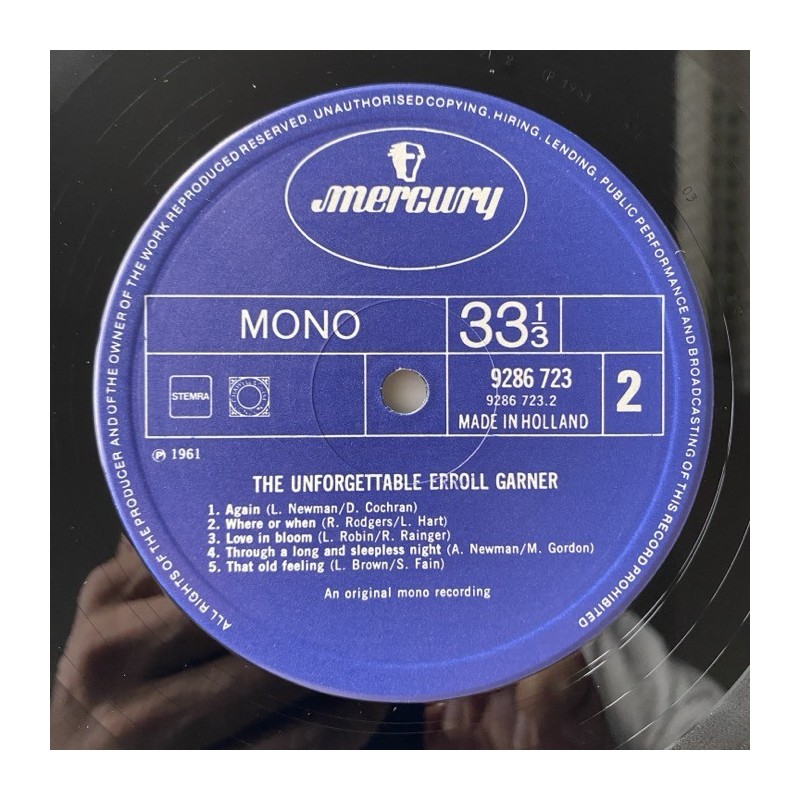 ALL RIGHTS OF THE PRODUCER AND OF THE OWNER OF THE WORK REPRODUCED RESERVED. UNAUTHORISED COPYING, HIRING, LENDING, PUBLIC PERFORMANCE AND BROADCASTING OF THIS RECORD PROHIBITED
mercury
MONO
33 1/3
STEMRA
9286 723
9286 723.2
MADE IN HOLLAND
2
℗ 1961
THE UNFORGETTABLE ERROLL GARNER
1. Again (L. Newman/D. Cochran)
2. Where or when (R. Rodgers/L. Hart)
3. Love in bloom (L. Robin/R. Rainger)
4. Through a long and sleepless night (A. Newman/M. Gordon)
5. That old feeling (L. Brown/S. Fain)
An original mono recording